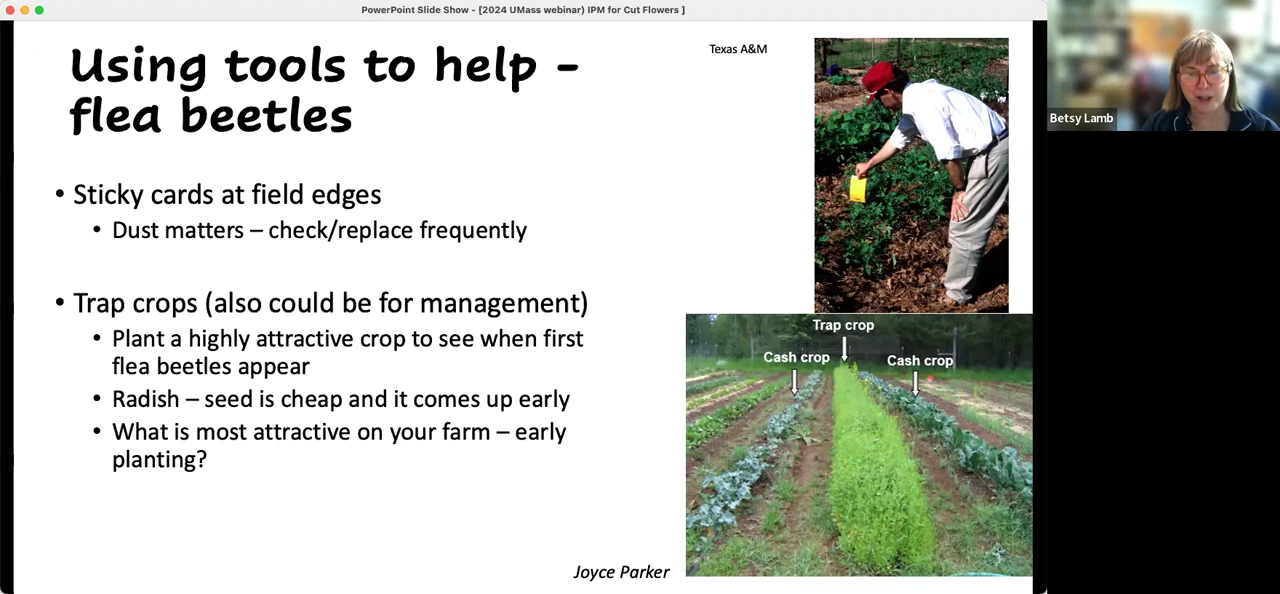 PowerPoint Slide Show - [2024 UMass webinar) IPM for Cut Flowers ]
Using tools to help -
flea beetles
Texas A&M
Betsy Lamb
• Sticky cards at field edges
• Dust matters – check/replace frequently
• Trap crops (also could be for management)
• Plant a highly attractive crop to see when first
flea beetles appear
• Radish – seed is cheap and it comes up early
• What is most attractive on your farm – early
planting?
Trap crop
Cash crop
Cash crop
Joyce Parker